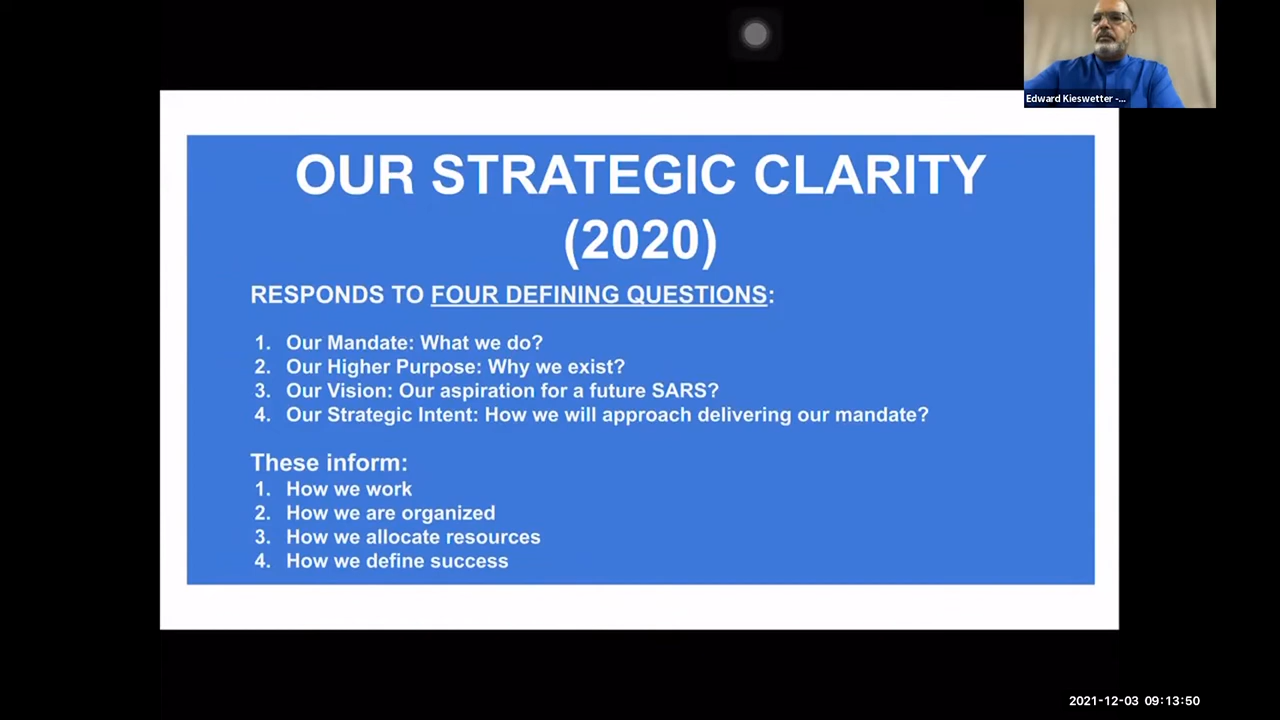 Edward Kieswetter -...
OUR STRATEGIC CLARITY
(2020)
RESPONDS TO FOUR DEFINING QUESTIONS:
1. Our Mandate: What we do?
2. Our Higher Purpose: Why we exist?
3. Our Vision: Our aspiration for a future SARS?
4. Our Strategic Intent: How we will approach delivering our mandate?
These inform:
1. How we work
2. How we are organized
3. How we allocate resources
4. How we define success
2021-12-03 09:13:50